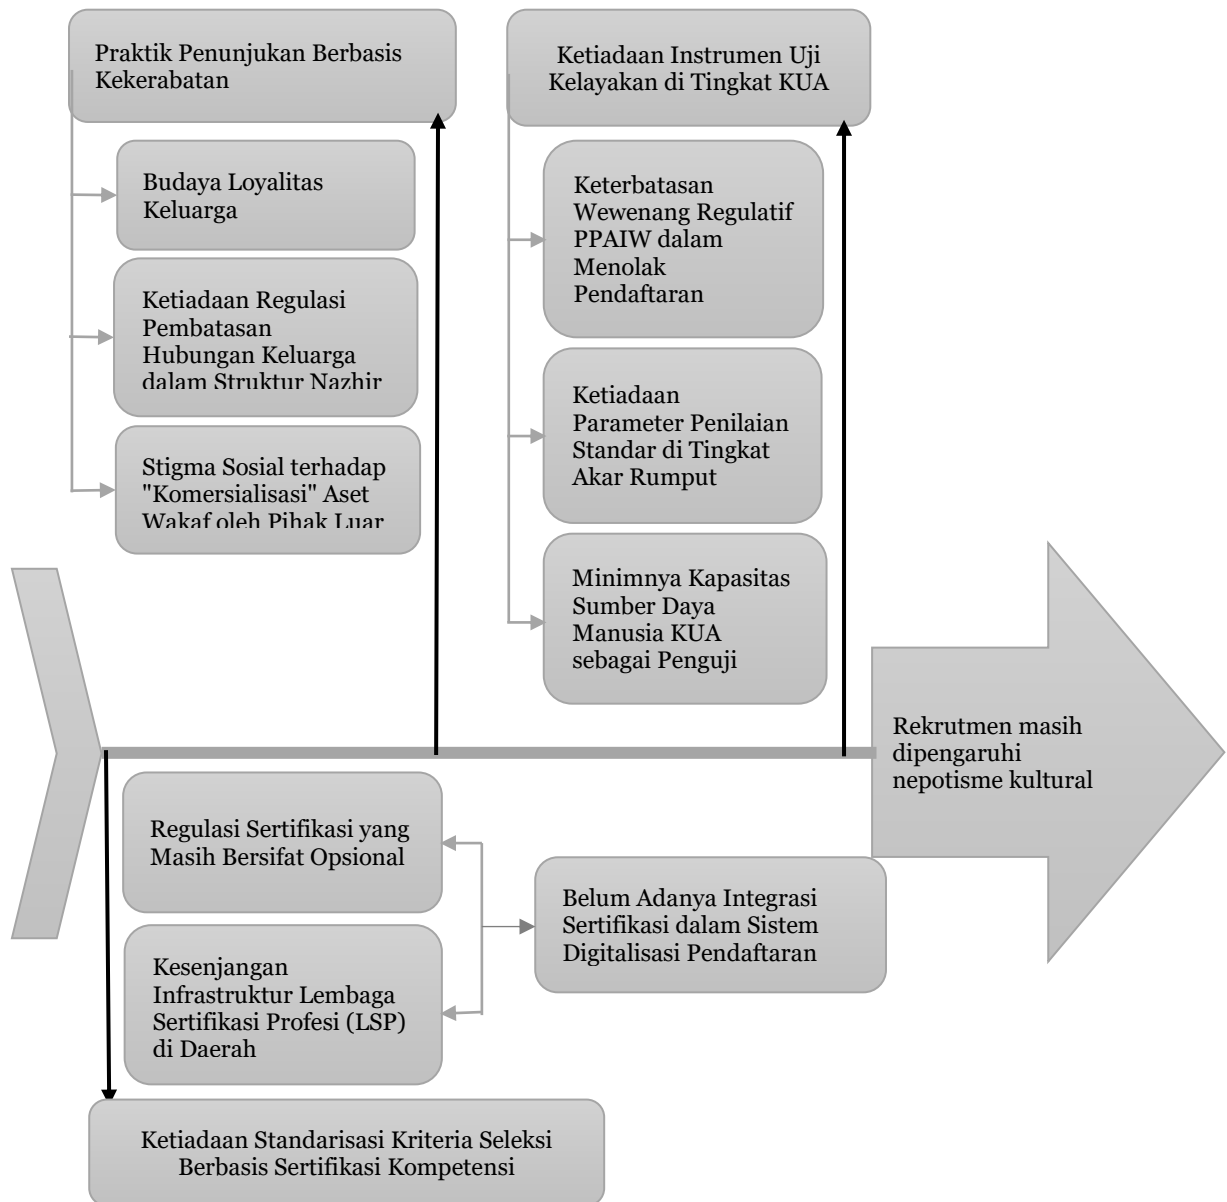 Praktik Penunjukan Berbasis
Kekerabatan
Budaya Loyalitas
Keluarga
Ketiadaan Regulasi
Pembatasan
Hubungan Keluarga
dalam Struktur Nazhir
Stigma Sosial terhadap
"Komersialisasi" Aset
Wakaf oleh Pihak Luar
Ketiadaan Instrumen Uji
Kelayakan di Tingkat KUA
Keterbatasan
Wewenang Regulatif
PPAIW dalam
Menolak
Pendaftaran
Ketiadaan
Parameter Penilaian
Standar di Tingkat
Akar Rumput
Minimnya Kapasitas
Sumber Daya
Manusia KUA
sebagai Penguji
Rekrutmen masih
dipengaruhi
nepotisme kultural
Regulasi Sertifikasi yang
Masih Bersifat Opsional
Kesenjangan
Infrastruktur Lembaga
Sertifikasi Profesi (LSP)
di Daerah
Belum Adanya Integrasi
Sertifikasi dalam Sistem
Digitalisasi Pendaftaran
Ketiadaan Standarisasi Kriteria Seleksi
Berbasis Sertifikasi Kompetensi